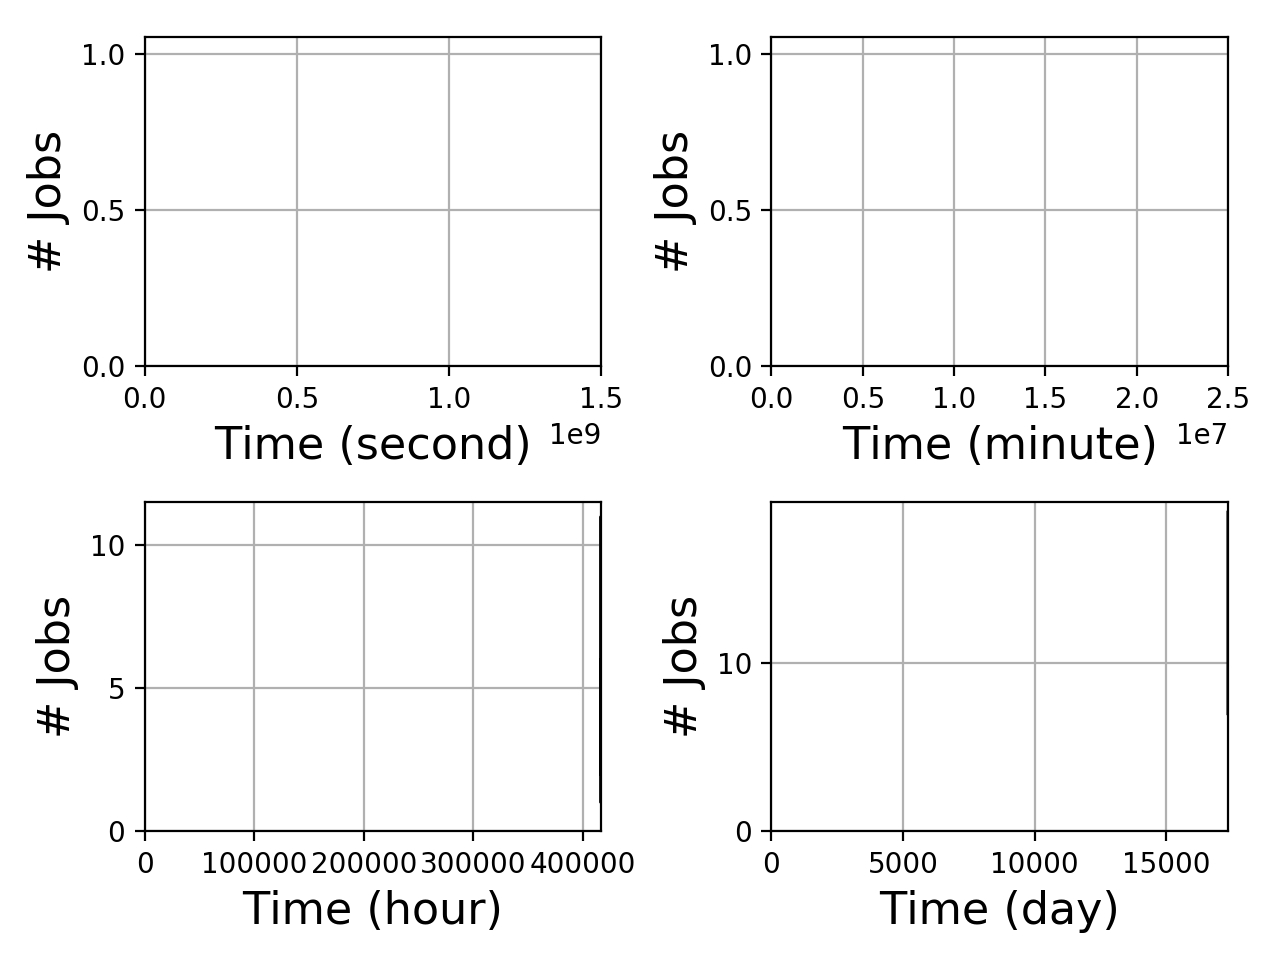 1.0
0.5
0.0
# Jobs
0.0 0.5 1.0 1.5
Time (second) 1e9
1.0
0.5
0.0
# Jobs
0.0 0.5 1.0 1.5 2.0 2.5
Time (minute) 1e7
10
5
0
# Jobs
0 100000 200000 300000 400000
Time (hour)
10
0
# Jobs
0 5000 10000 15000
Time (day)